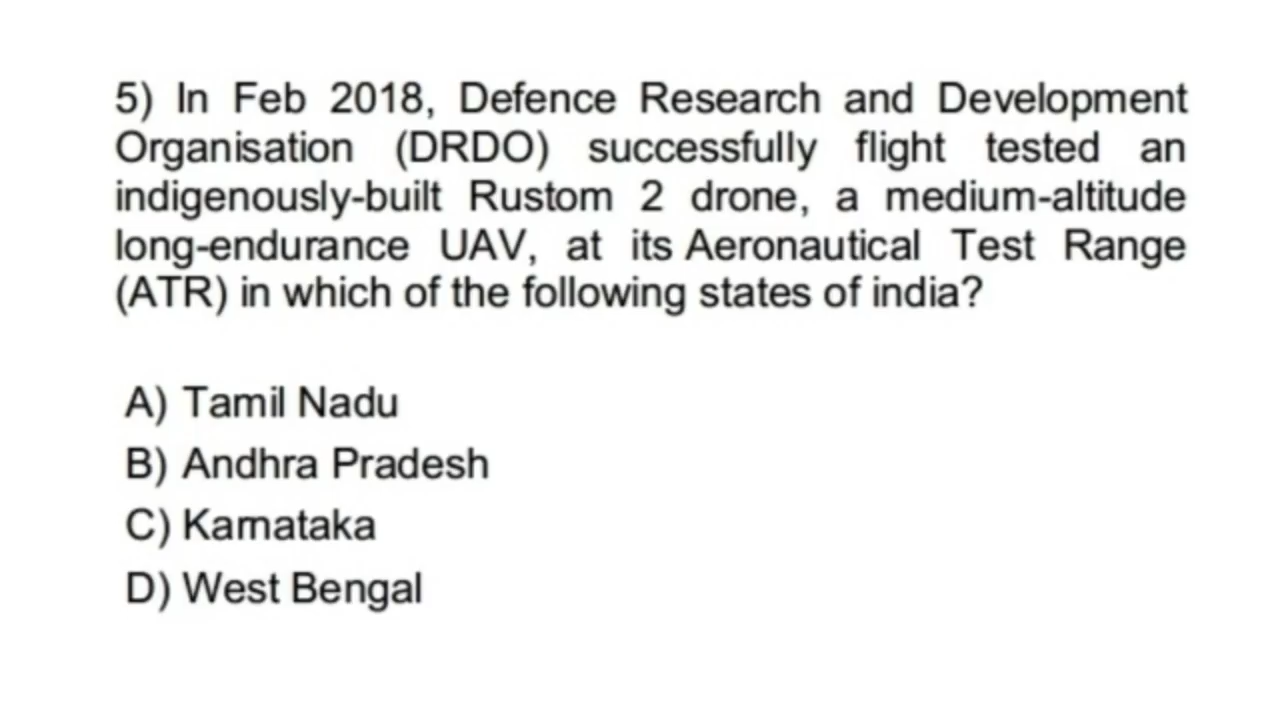 5) In Feb 2018, Defence Research and Development
Organisation (DRDO) successfully flight tested an
indigenously-built Rustom 2 drone, a medium-altitude
long-endurance UAV, at its Aeronautical Test Range
(ATR) in which of the following states of india?
A) Tamil Nadu
B) Andhra Pradesh
C) Karnataka
D) West Bengal